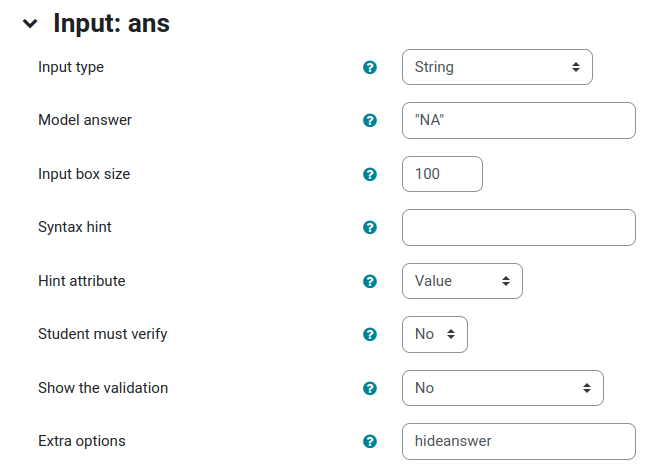 Input: ans
Input type ? String
Model answer ? "NA"
Input box size ? 100
Syntax hint ?
Hint attribute ? Value
Student must verify ? No
Show the validation ? No
Extra options ? hideanswer